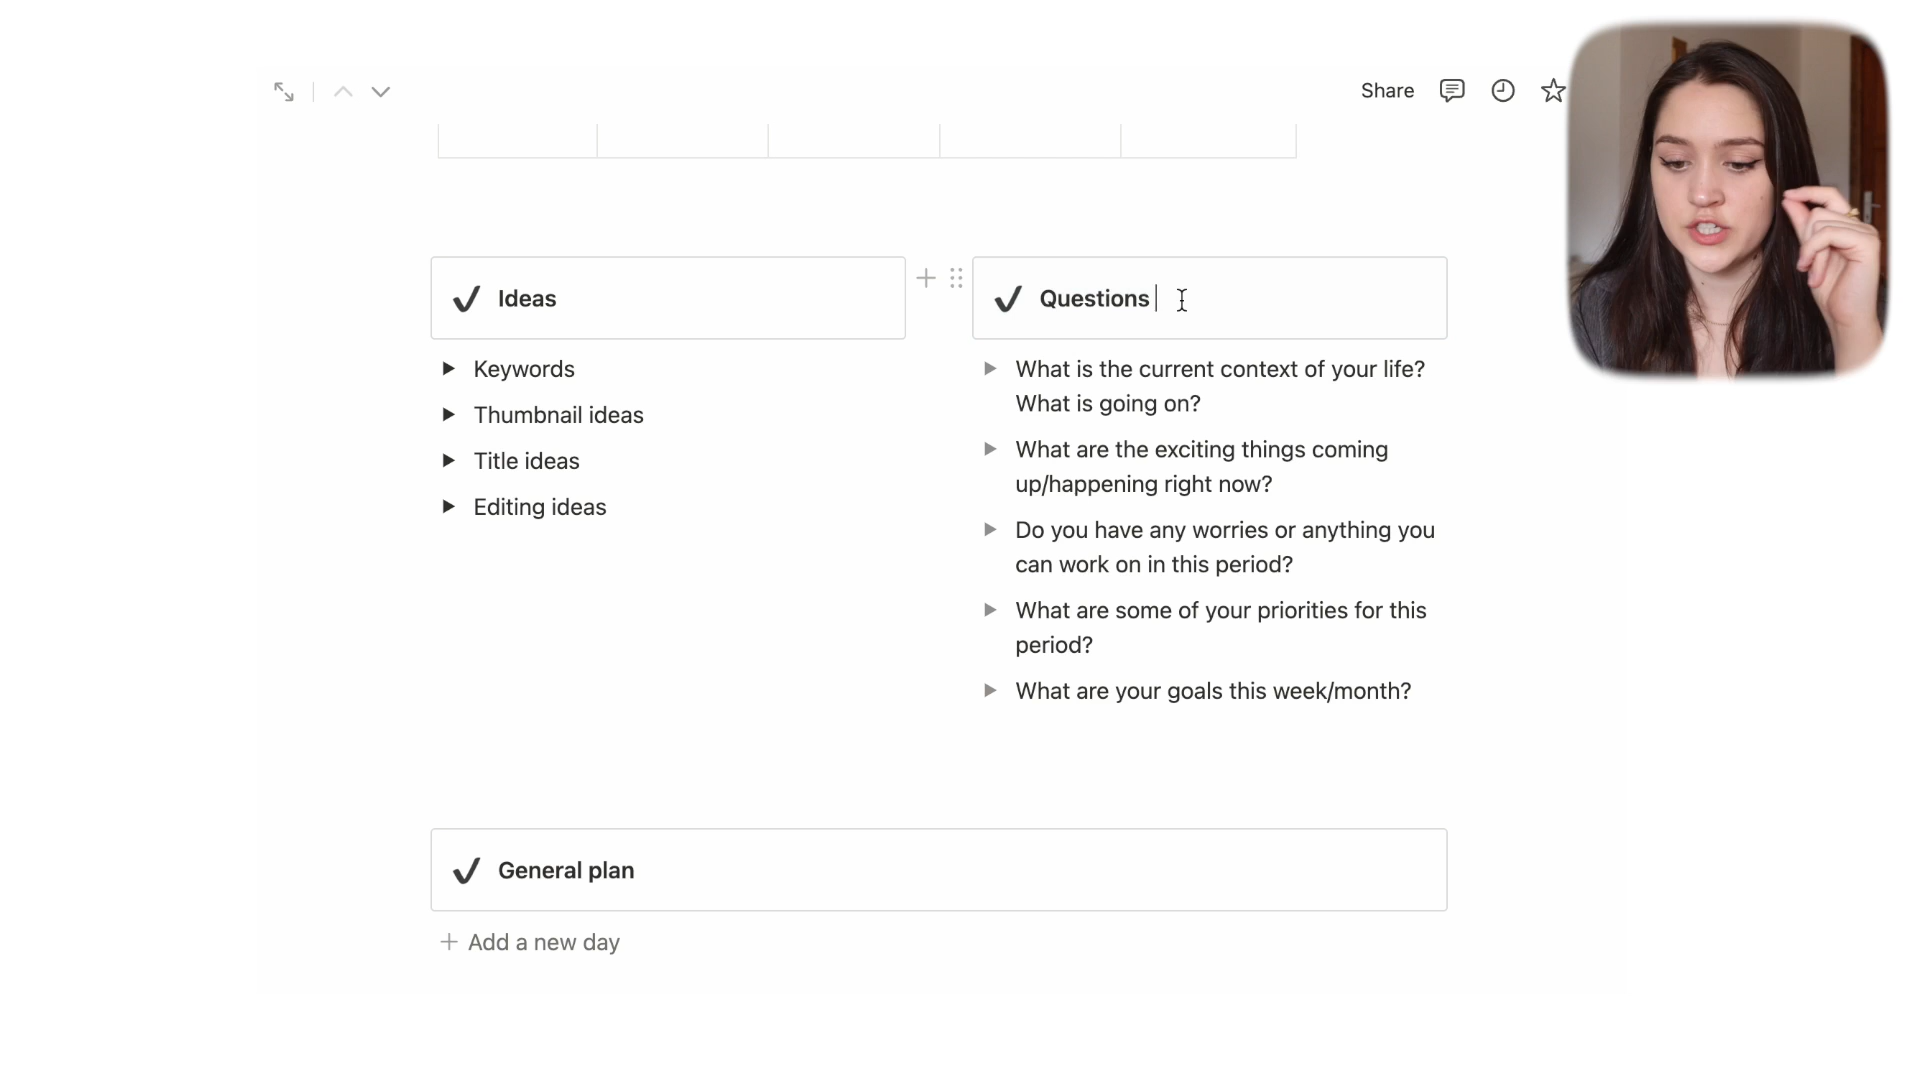 Share
Ideas
Questions
Keywords
Thumbnail ideas
Title ideas
Editing ideas
What is the current context of your life?
What is going on?
What are the exciting things coming
up/happening right now?
Do you have any worries or anything you
can work on in this period?
What are some of your priorities for this
period?
What are your goals this week/month?
General plan
Add a new day